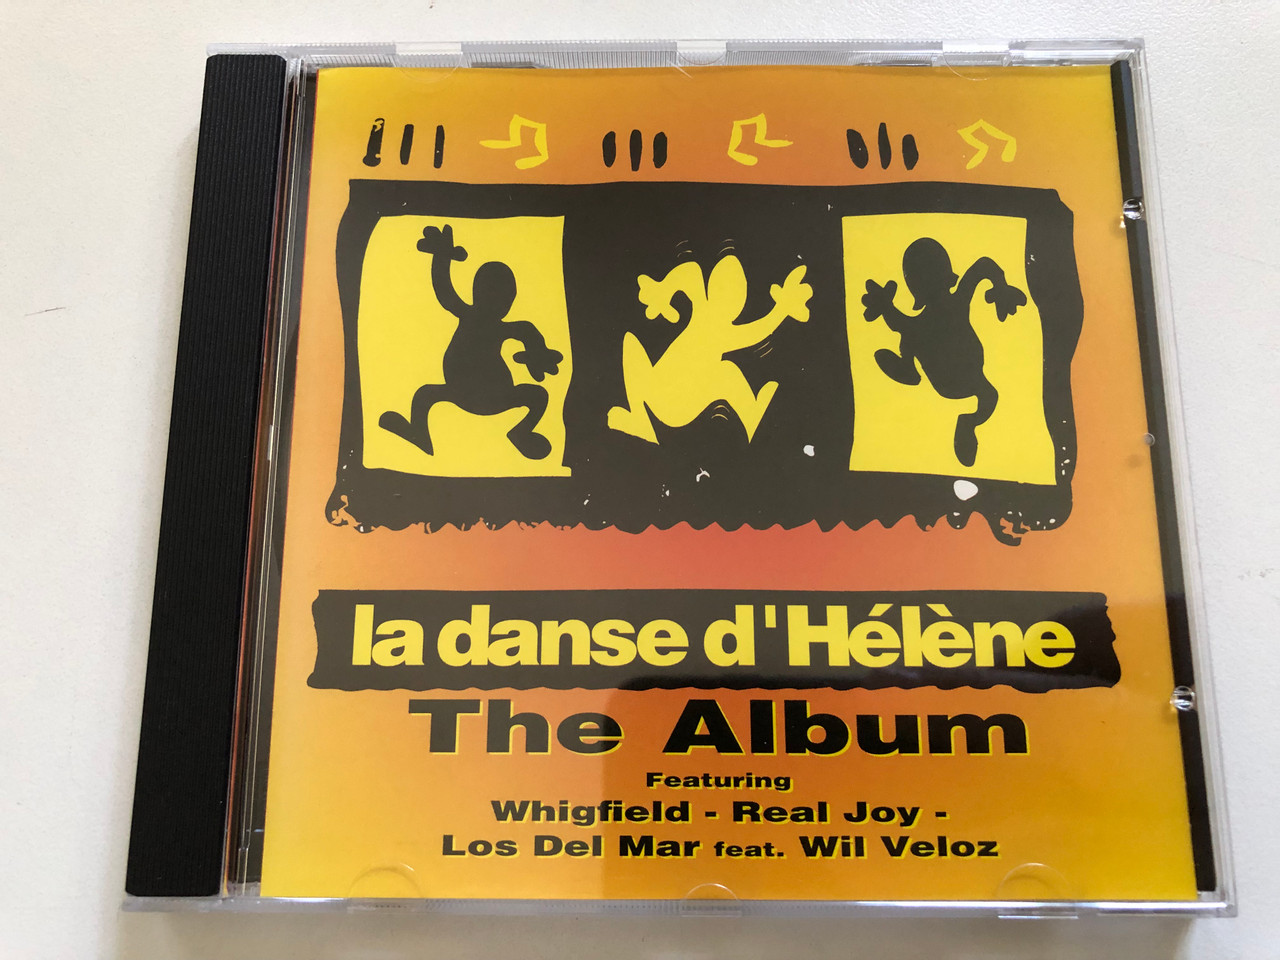 la danse d'Hélène
The Album
Featuring
Whigfield - Real Joy -
Los Del Mar feat. Wil Veloz